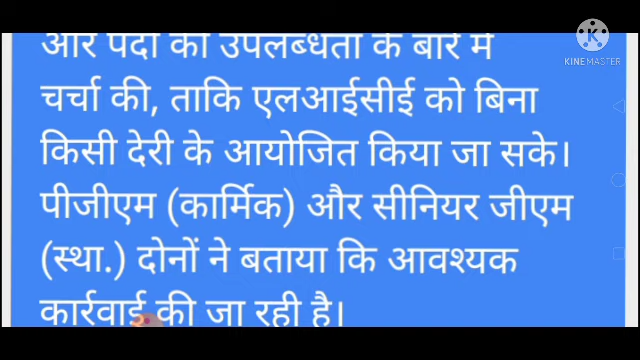 और पदों की उपलब्धता के बारे में
चर्चा की, ताकि एलआईसीई को बिना
किसी देरी के आयोजित किया जा सके।
पीजीएम (कार्मिक) और सीनियर जीएम
(स्था.) दोनों ने बताया कि आवश्यक
कार्रवाई की जा रही है।
KINEMASTER